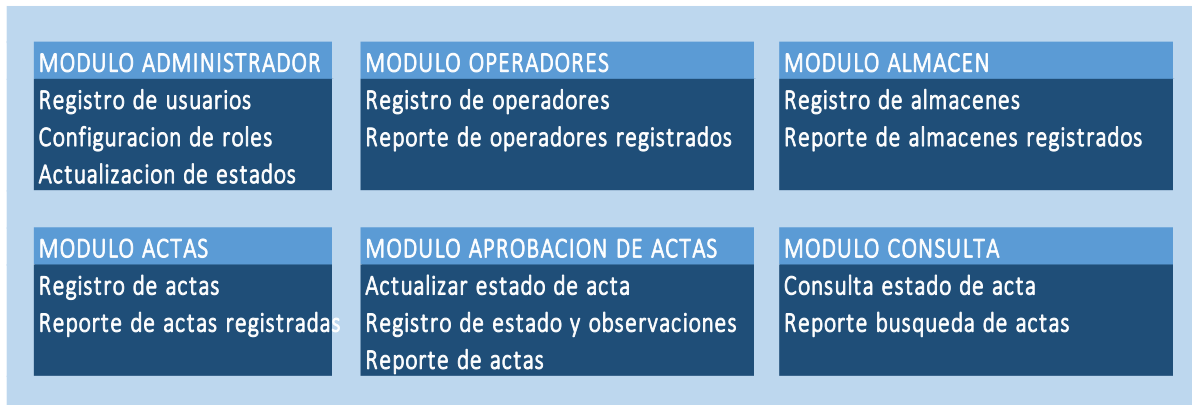 MODULO ADMINISTRADOR
Registro de usuarios
Configuracion de roles
Actualizacion de estados
MODULO OPERADORES
Registro de operadores
Reporte de operadores registrados
MODULO ALMACEN
Registro de almacenes
Reporte de almacenes registrados
MODULO ACTAS
Registro de actas
Reporte de actas registradas
MODULO APROBACION DE ACTAS
Actualizar estado de acta
Registro de estado y observaciones
Reporte de actas
MODULO CONSULTA
Consulta estado de acta
Reporte busqueda de actas